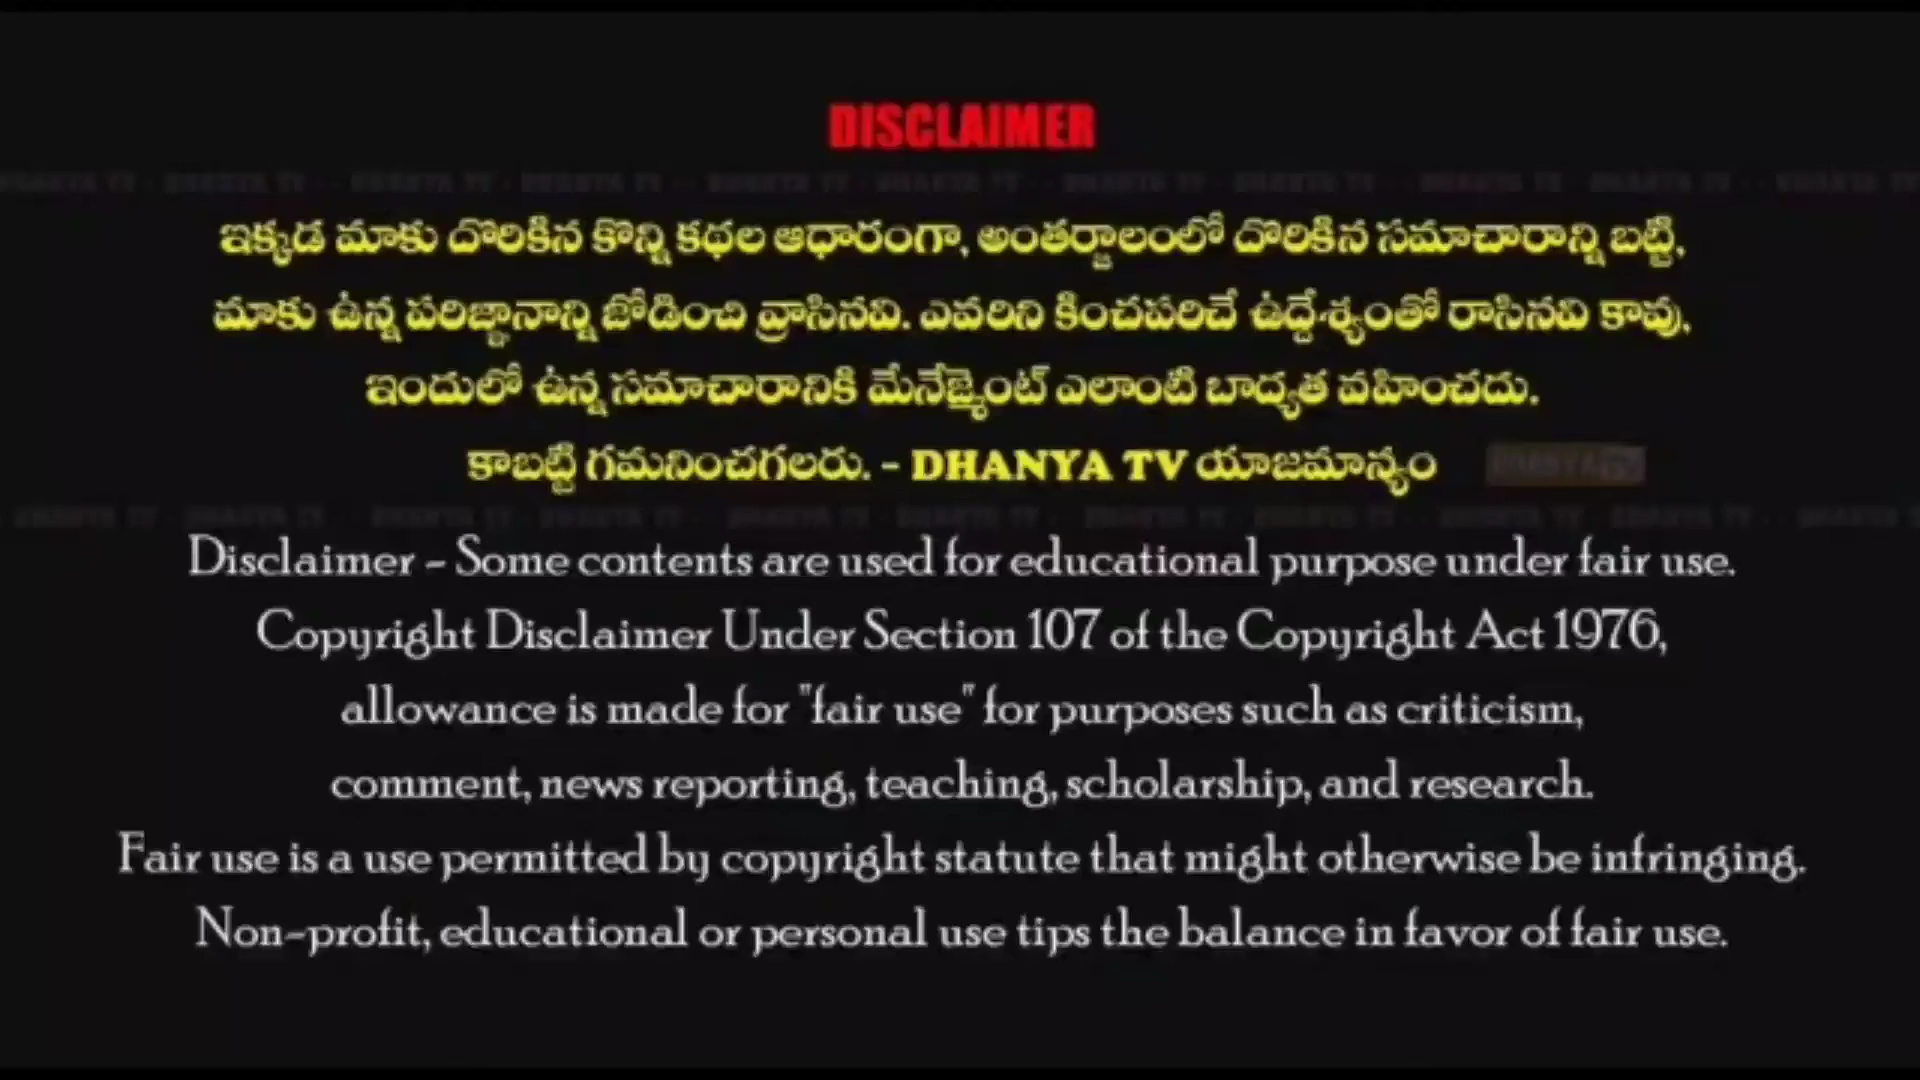 DISCLAIMER
ఇక్కడ మాకు దొరికిన కొన్ని కథల ఆధారంగా, అంతర్జాలంలో దొరికిన సమాచారాన్ని బట్టి,
మాకు ఉన్న పరిజ్ఞానాన్ని జోడించి వ్రాసినవి. ఎవరిని కించపరిచే ఉద్దేశ్యంతో రాసినవి కావు,
ఇందులో ఉన్న సమాచారానికి మేనేజ్మెంట్ ఎలాంటి బాద్యత వహించదు.
కాబట్టి గమనించగలరు. - DHANYA TV యాజమాన్యం
Disclaimer - Some contents are used for educational purpose under fair use.
Copyright Disclaimer Under Section 107 of the Copyright Act 1976,
allowance is made for "fair use" for purposes such as criticism,
comment, news reporting, teaching, scholarship, and research.
Fair use is a use permitted by copyright statute that might otherwise be infringing.
Non-profit, educational or personal use tips the balance in favor of fair use.